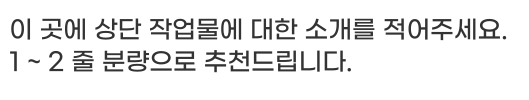 이 곳에 상단 작업물에 대한 소개를 적어주세요.
1 ~ 2 줄 분량으로 추천드립니다.